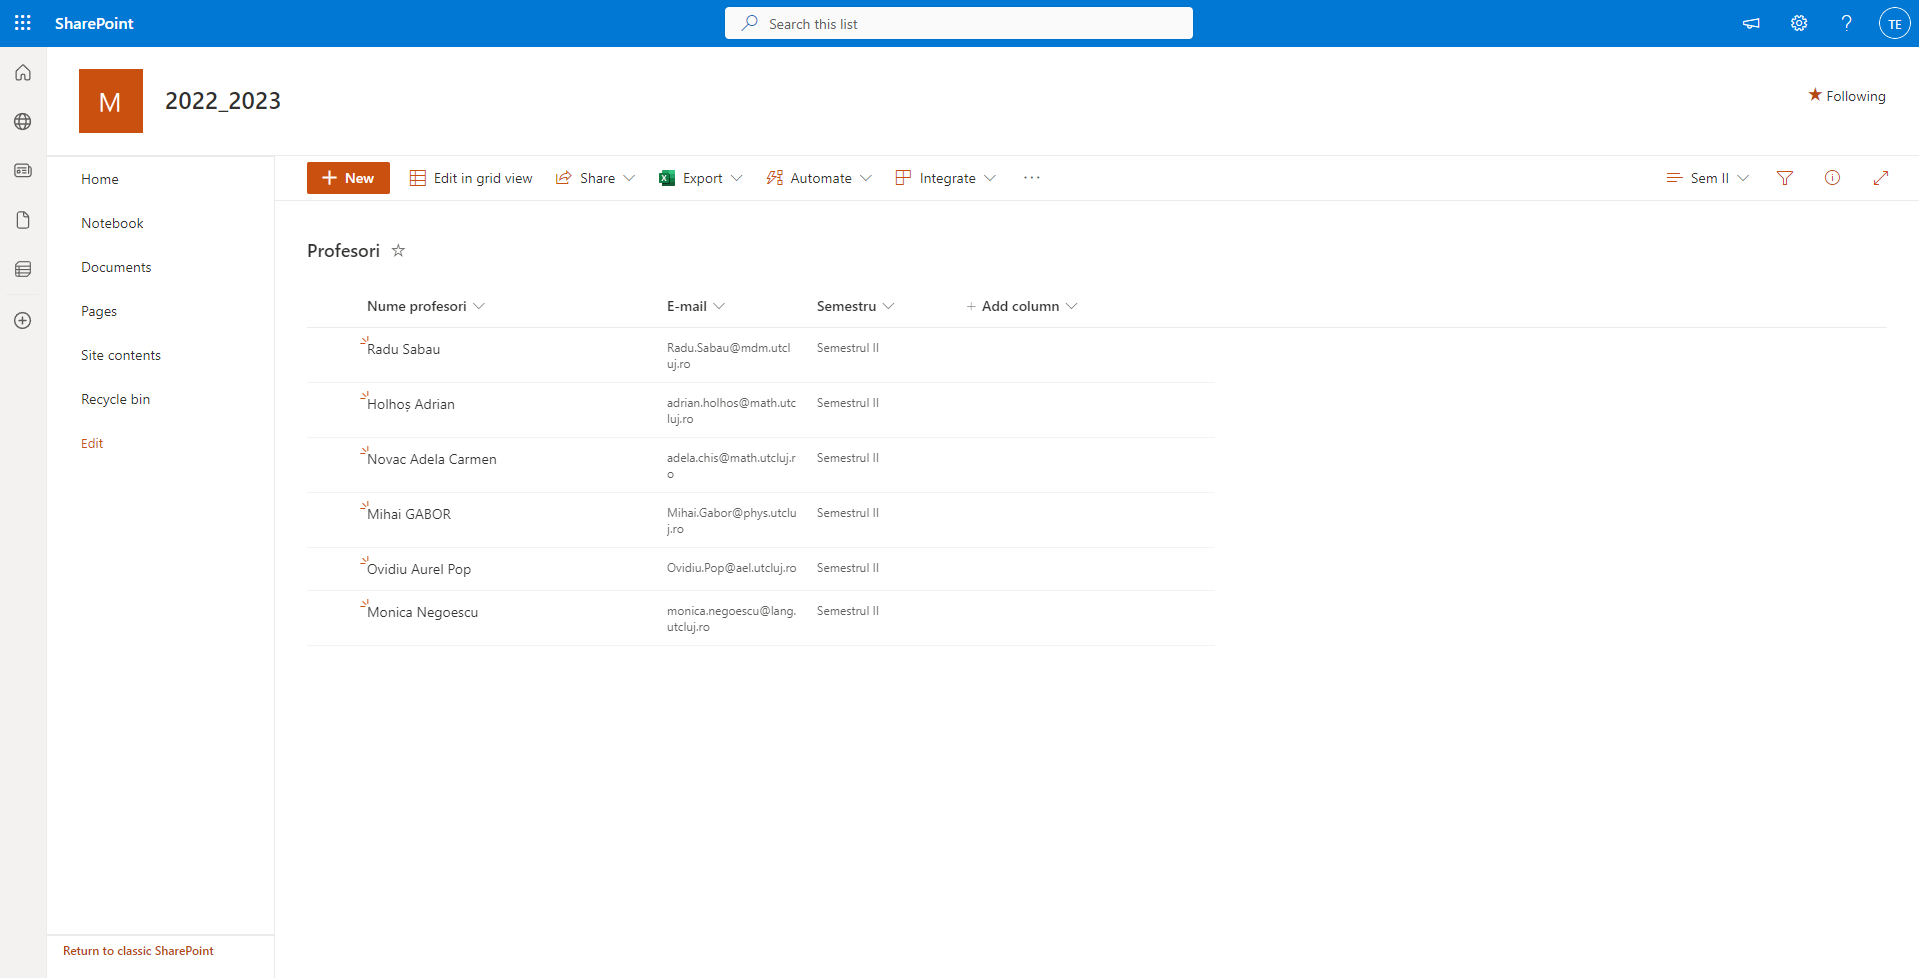 SharePoint
Search this list
TE
M
2022_2023
Following
Home
Notebook
Documents
Pages
Site contents
Recycle bin
Edit
Return to classic SharePoint
New
Edit in grid view
Share
Export
Automate
Integrate
...
Sem II
Profesori
Nume profesori
E-mail
Semestru
+ Add column
Radu Sabau
Radu.Sabau@mdm.utcl
uj.ro
Semestrul II
Holhoș Adrian
adrian.holhos@math.utc
luj.ro
Semestrul II
Novac Adela Carmen
adela.chis@math.utcluj.r
o
Semestrul II
Mihai GABOR
Mihai.Gabor@phys.utclu
j.ro
Semestrul II
Ovidiu Aurel Pop
Ovidiu.Pop@ael.utcluj.ro
Semestrul II
Monica Negoescu
monica.negoescu@lang.
utcluj.ro
Semestrul II